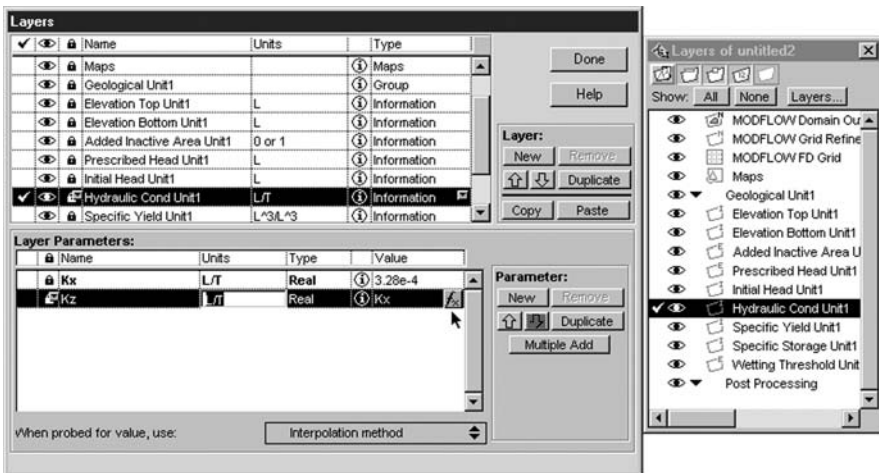 Layers
Name Units Type
Maps Maps
Geological Unit1 Group
Elevation Top Unit1 L Information
Elevation Bottom Unit1 L Information
Added Inactive Area Unit1 0 or 1 Information
Prescribed Head Unit1 L Information
Initial Head Unit1 L Information
Hydraulic Cond Unit1 L/T Information
Specific Yield Unit1 L^3/L^3 Information
Done
Help
Layer:
New Remove
Duplicate
Copy Paste
Layer Parameters:
Name Units Type Value
Kx L/T Real 3.28e-4
Kz L/T Real Kx fx
Parameter:
New Remove
Duplicate
Multiple Add
When probed for value, use: Interpolation method
Layers of untitled2
Show: All None Layers...
MODFLOW Domain Ou
MODFLOW Grid Refine
MODFLOW FD Grid
Maps
Geological Unit1
Elevation Top Unit1
Elevation Bottom Unit1
Added Inactive Area U
Prescribed Head Unit1
Initial Head Unit1
Hydraulic Cond Unit1
Specific Yield Unit1
Specific Storage Unit1
Wetting Threshold Unit
Post Processing